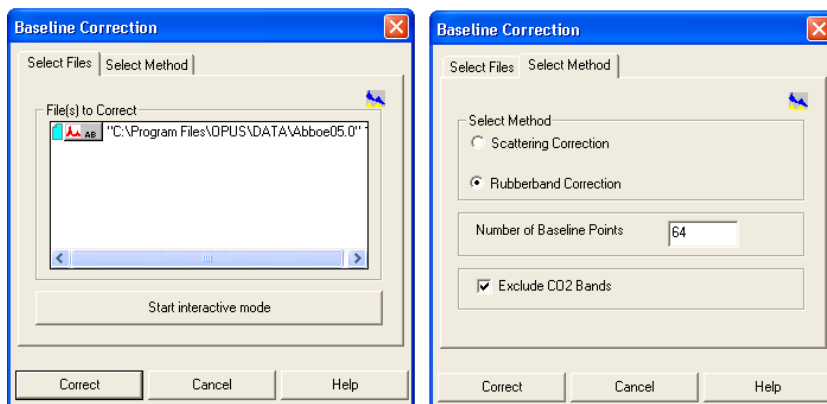 Baseline Correction
Select Files
Select Method
File(s) to Correct
AB "C:\Program Files\OPUS\DATA\Abboe05.0"
Start interactive mode
Correct
Cancel
Help
Baseline Correction
Select Files
Select Method
Select Method
Scattering Correction
Rubberband Correction
Number of Baseline Points
64
Exclude CO2 Bands
Correct
Cancel
Help